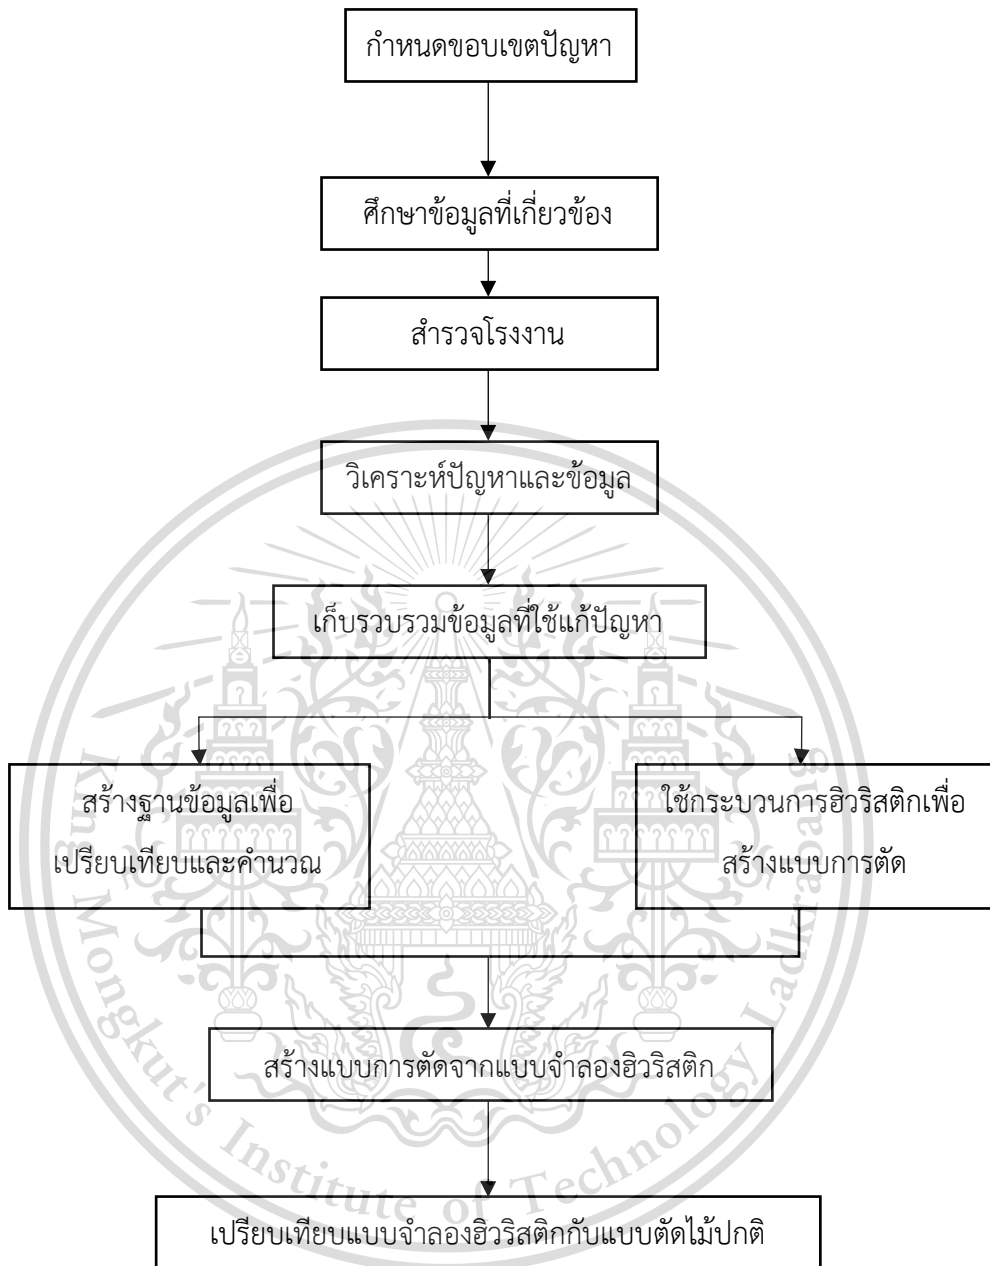 กำหนดขอบเขตปัญหา
ศึกษาข้อมูลที่เกี่ยวข้อง
สำรวจโรงงาน
วิเคราะห์ปัญหาและข้อมูล
เก็บรวบรวมข้อมูลที่ใช้แก้ปัญหา
สร้างฐานข้อมูลเพื่อ
เปรียบเทียบและคำนวณ
ใช้กระบวนการฮิวริสติกเพื่อ
สร้างแบบการตัด
สร้างแบบการตัดจากแบบจำลองฮิวริสติก
เปรียบเทียบแบบจำลองฮิวริสติกกับแบบตัดไม้ปกติ
King Mongkut's Institute of Technology Ladkrabang